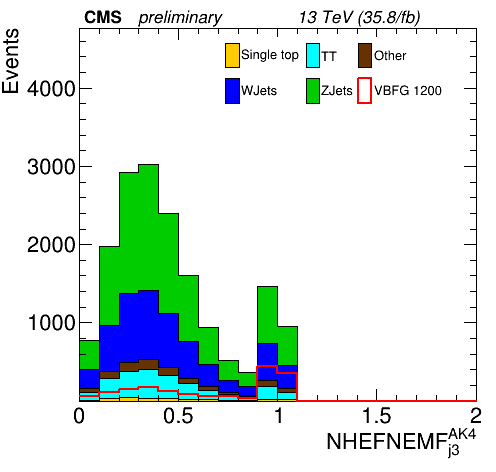 CMS preliminary 13 TeV (35.8/fb)
Events
Single top TT Other
WJets ZJets VBFG 1200
4000
3000
2000
1000
0 0.5 1 1.5 2
NHEFNEMF^{AK4}_{j3}